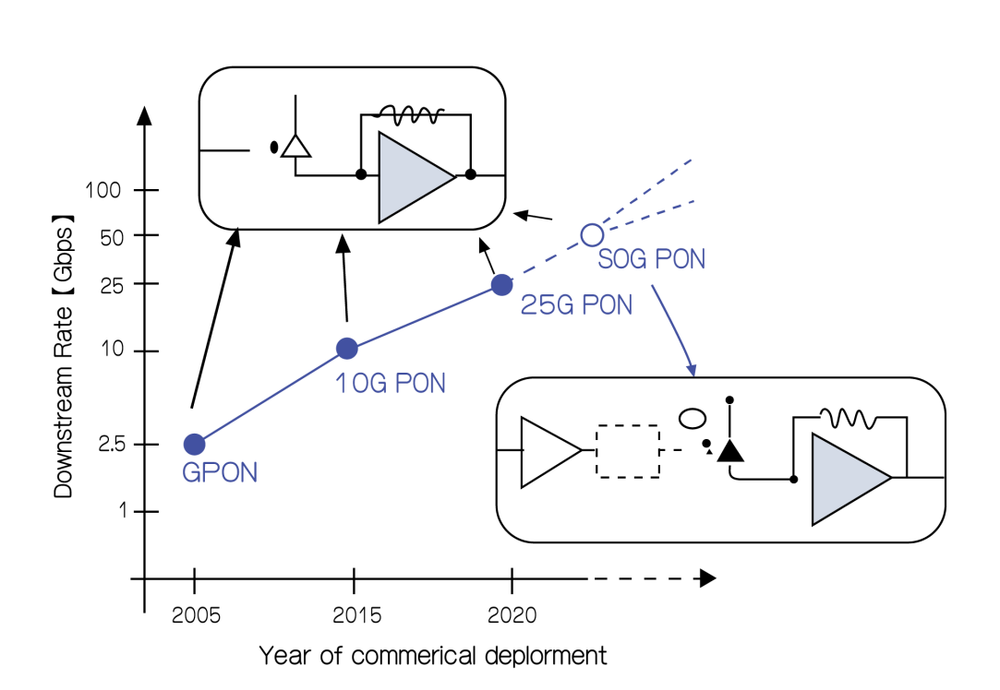 100
50
25
10
2.5
1
Downstream Rate【Gbps】
SOG PON
25G PON
10G PON
GPON
2005
2015
2020
Year of commerical deplorment